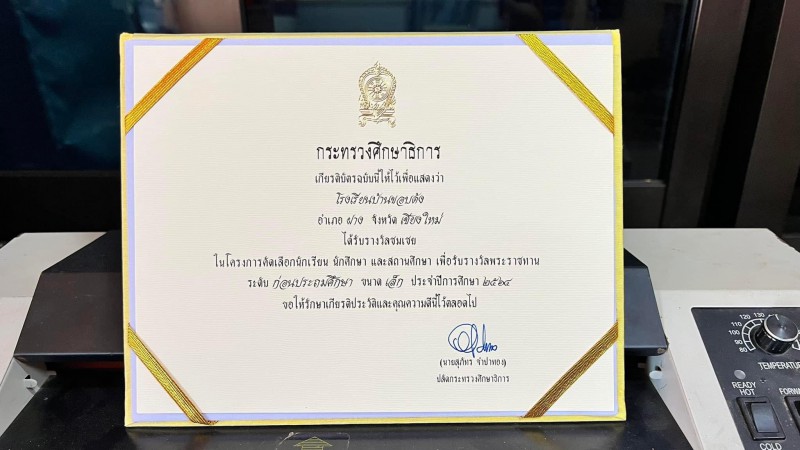 กระทรวงศึกษาธิการ
เกียรติบัตรฉบับนี้ให้ไว้เพื่อแสดงว่า
โรงเรียนบ้านขอบด้ง
อำเภอ ฝาง จังหวัด เชียงใหม่
ได้รับรางวัลชมเชย
ในโครงการคัดเลือกนักเรียน นักศึกษา และสถานศึกษา เพื่อรับรางวัลพระราชทาน
ระดับ ก่อนประถมศึกษา ขนาด เล็ก ประจำปีการศึกษา ๒๕๖๔
ขอให้รักษาเกียรติประวัติและคุณความดีนี้ไว้ตลอดไป
(นายสุภัทร จำปาทอง)
ปลัดกระทรวงศึกษาธิการ
120 130
110
100
90
80
TEMPERATU
READY
HOT
FORW
COLD